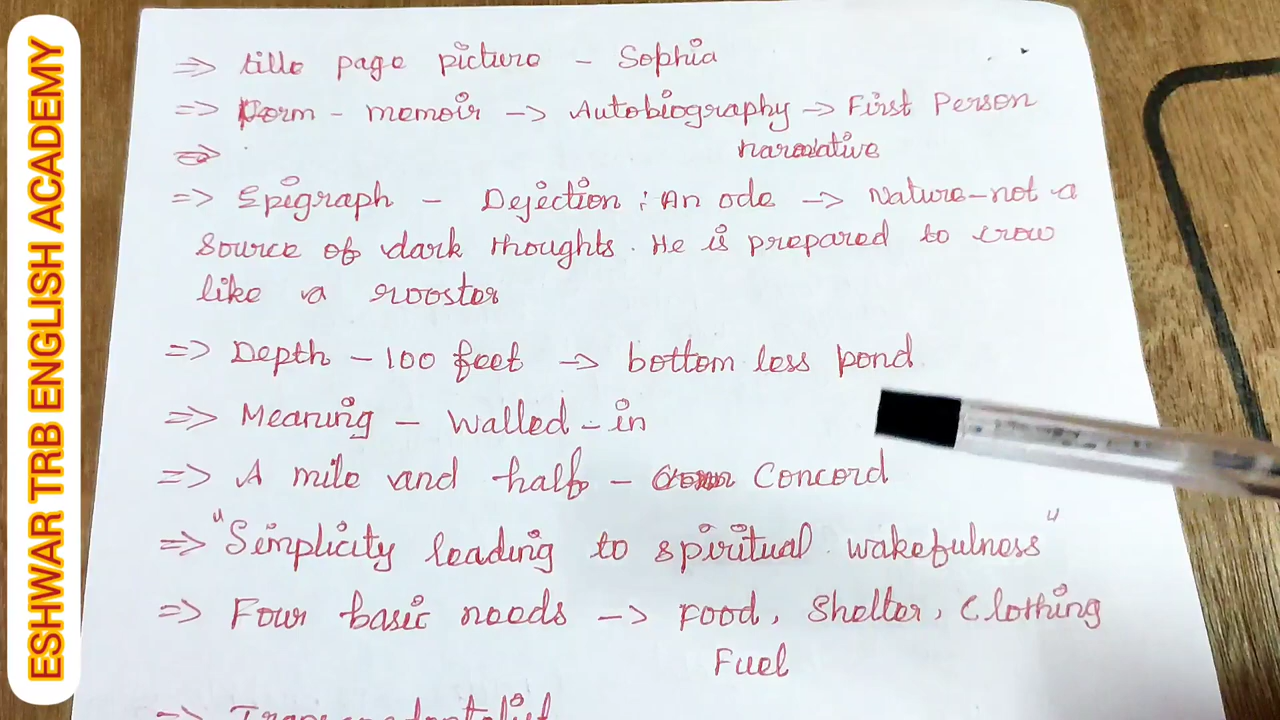 ESHWAR TRB ENGLISH ACADEMY
=> title page picture - Sophia
=> Form - memoir -> Autobiography -> First Person
=> narrative
=> Epigraph - Dejection : An ode -> Nature-not a
Source of dark thoughts. He is prepared to crow
like a rooster
=> Depth - 100 feet -> bottom less pond.
=> Meaning - Walled-in
=> A mile and half - Concord
=> "Simplicity leading to spiritual wakefulness"
=> Four basic needs -> Food, Shelter, Clothing
Fuel